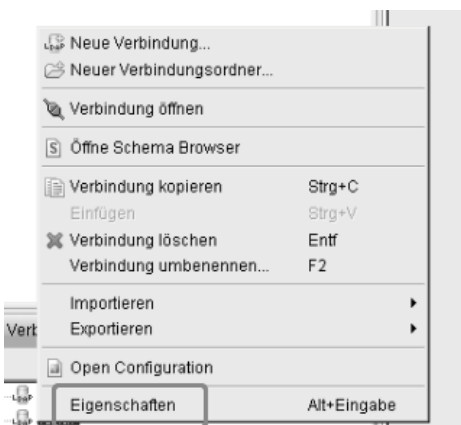 Neue Verbindung...
Neuer Verbindungsordner...
Verbindung öffnen
Öffne Schema Browser
Verbindung kopieren Strg+C
Einfügen Strg+V
Verbindung löschen Entf
Verbindung umbenennen... F2
Importieren
Exportieren
Verb
Open Configuration
Eigenschaften Alt+Eingabe